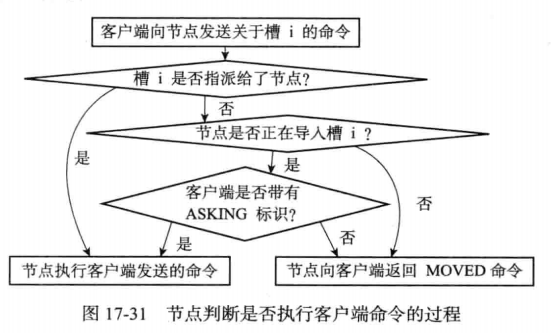 客户端向节点发送关于槽 i 的命令
槽 i 是否指派给了节点?
否
节点是否正在导入槽 i ?
是
是
客户端是否带有
ASKING 标识?
否
是
否
节点执行客户端发送的命令
节点向客户端返回 MOVED 命令
图 17-31 节点判断是否执行客户端命令的过程